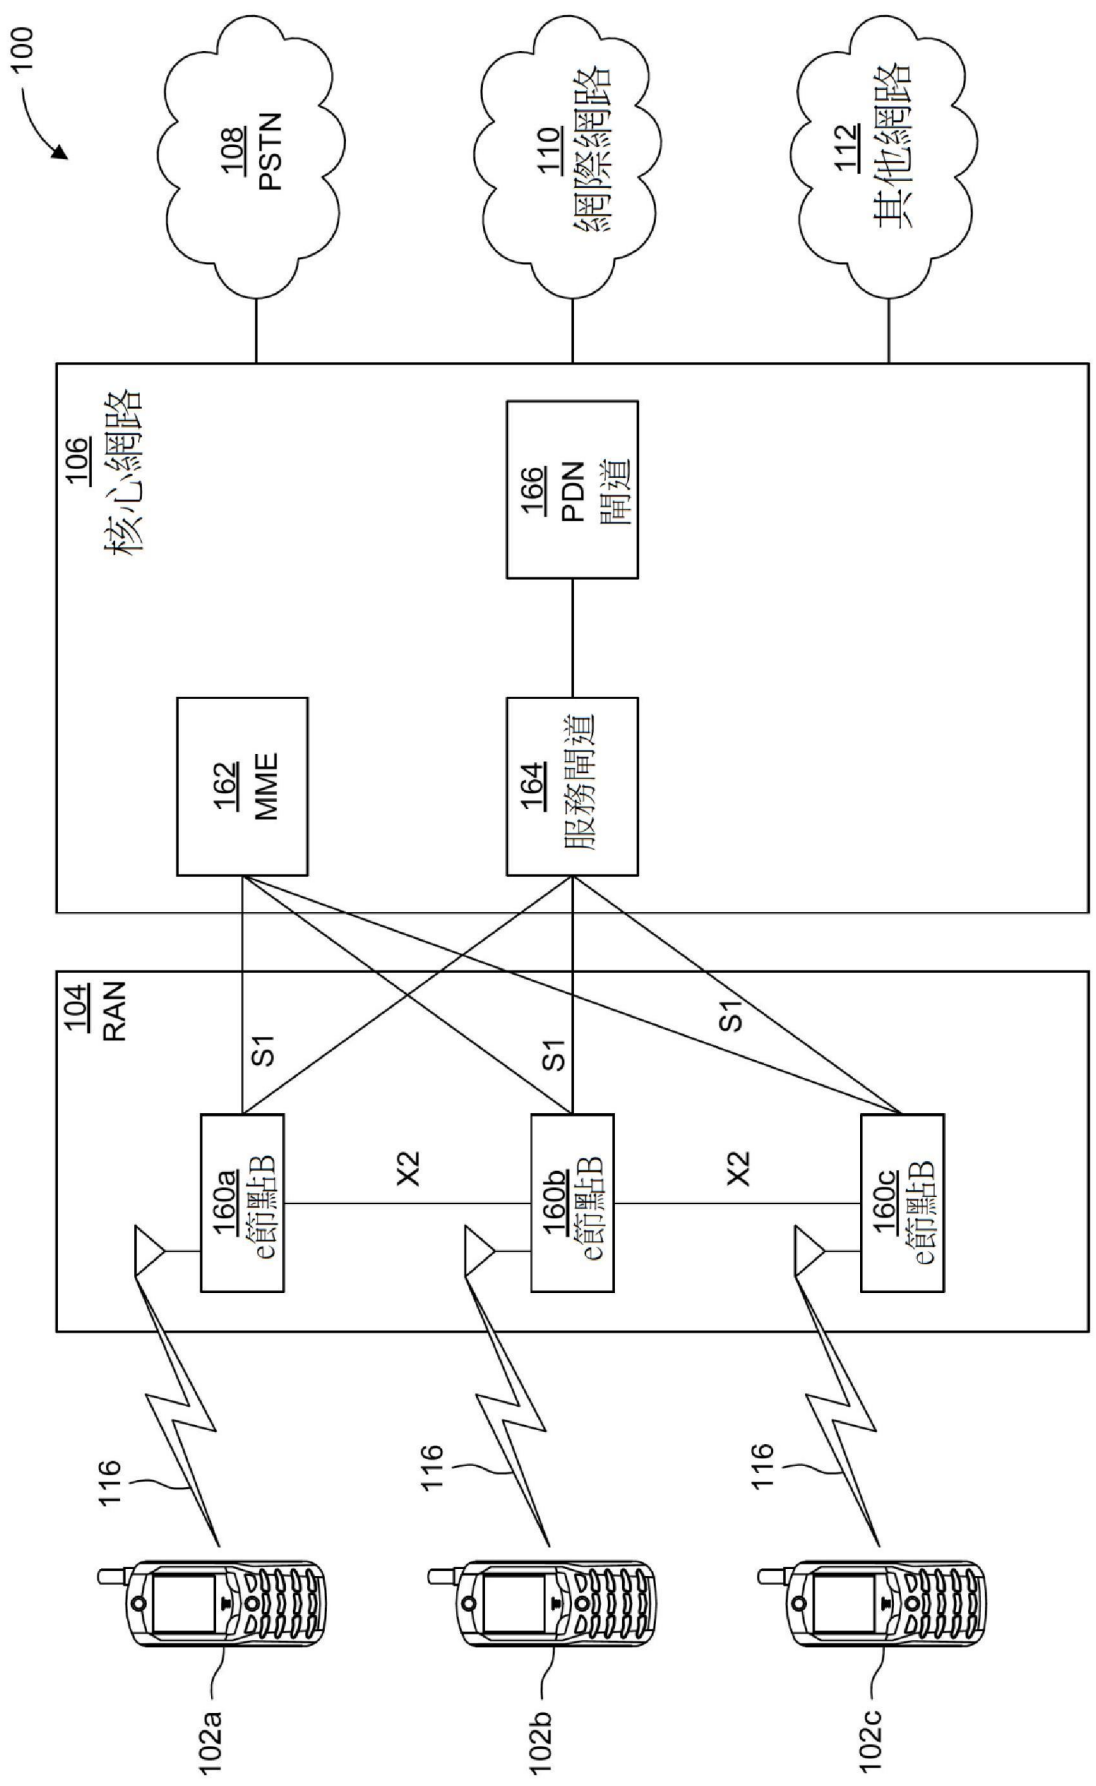 100
108
PSTN
110
網際網路
112
其他網路
106
核心網路
162
MME
164
服務閘道
166
PDN
閘道
104
RAN
S1
S1
S1
160a
e節點B
X2
160b
e節點B
X2
160c
e節點B
116
116
116
102a
102b
102c